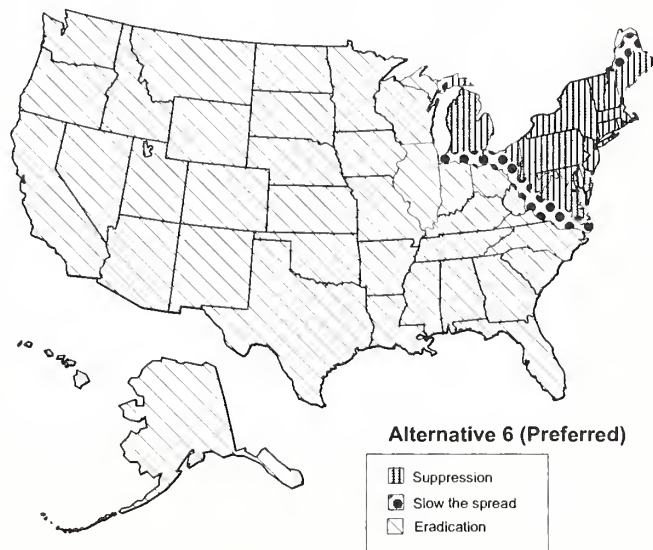 Alternative 6 (Preferred)
Suppression
Slow the spread
Eradication